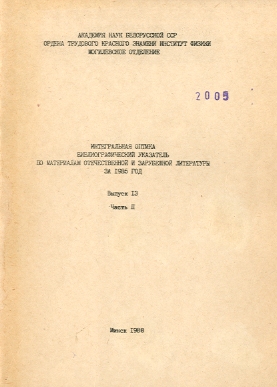 АКАДЕМИЯ НАУК БЕЛОРУССКОЙ ССР
ОРДЕНА ТРУДОВОГО КРАСНОГО ЗНАМЕНИ ИНСТИТУТ ФИЗИКИ
МОГИЛЕВСКОЕ ОТДЕЛЕНИЕ
2005
ИНТЕГРАЛЬНАЯ ОПТИКА
БИБЛИОГРАФИЧЕСКИЙ УКАЗАТЕЛЬ
ПО МАТЕРИАЛАМ ОТЕЧЕСТВЕННОЙ И ЗАРУБЕЖНОЙ ЛИТЕРАТУРЫ
ЗА 1985 ГОД
Выпуск 13
Часть II
Минск 1988